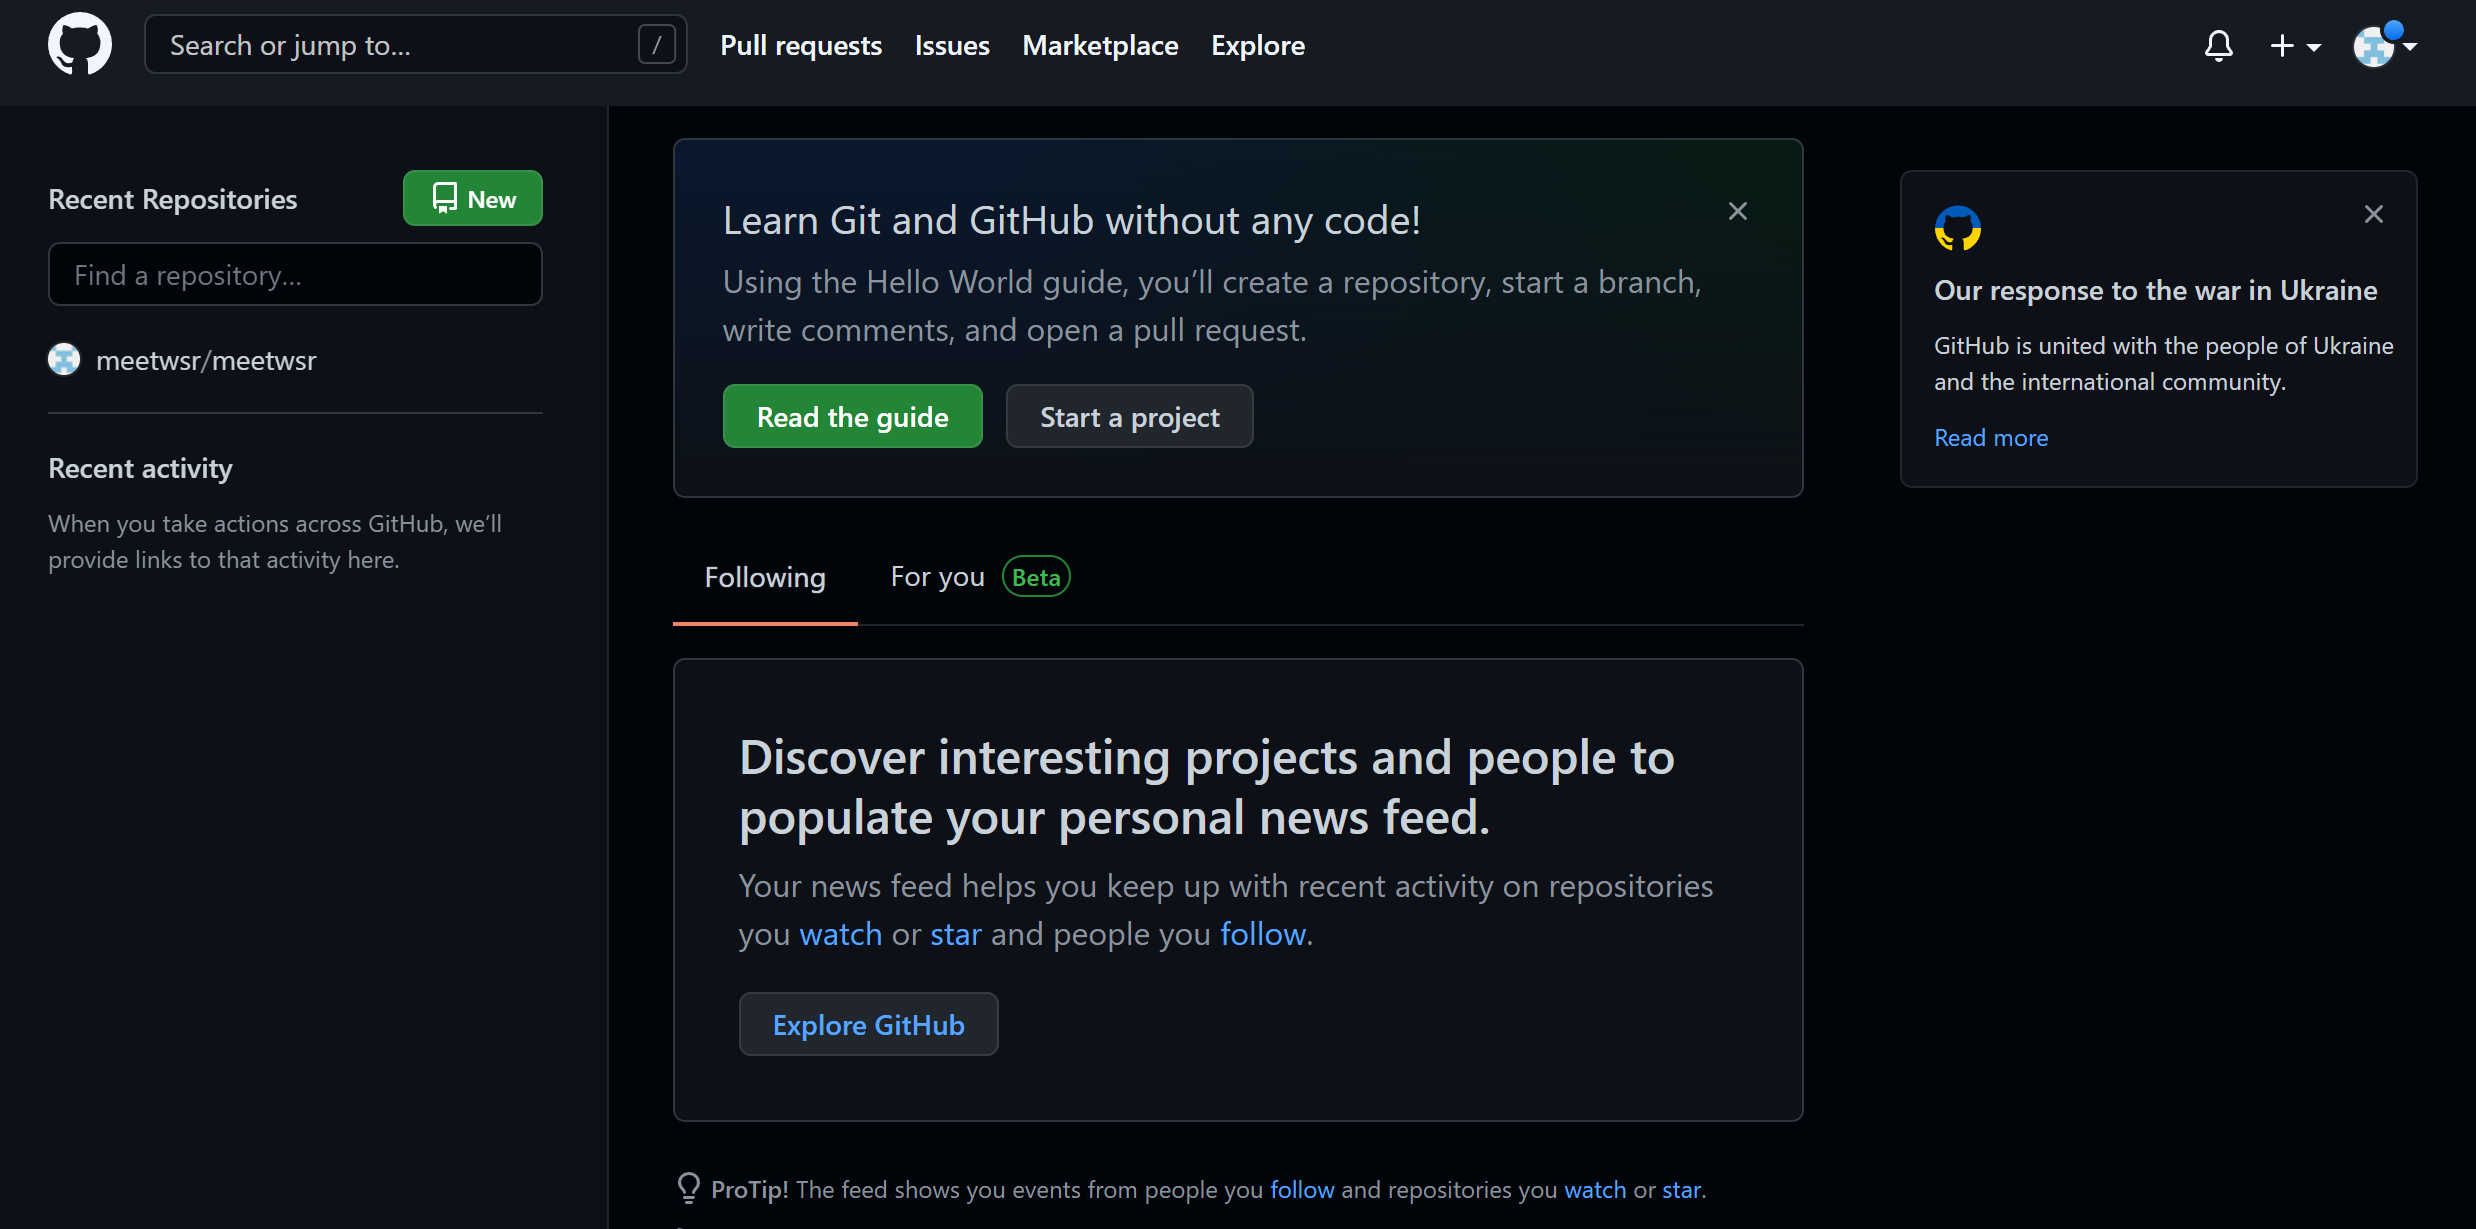 Search or jump to...
/
Pull requests
Issues
Marketplace
Explore
Recent Repositories
New
Find a repository...
meetwsr/meetwsr
Recent activity
When you take actions across GitHub, we’ll
provide links to that activity here.
Learn Git and GitHub without any code!
Using the Hello World guide, you’ll create a repository, start a branch,
write comments, and open a pull request.
Read the guide
Start a project
Following
For you
Beta
Discover interesting projects and people to
populate your personal news feed.
Your news feed helps you keep up with recent activity on repositories
you watch or star and people you follow.
Explore GitHub
ProTip! The feed shows you events from people you follow and repositories you watch or star.
Our response to the war in Ukraine
GitHub is united with the people of Ukraine
and the international community.
Read more